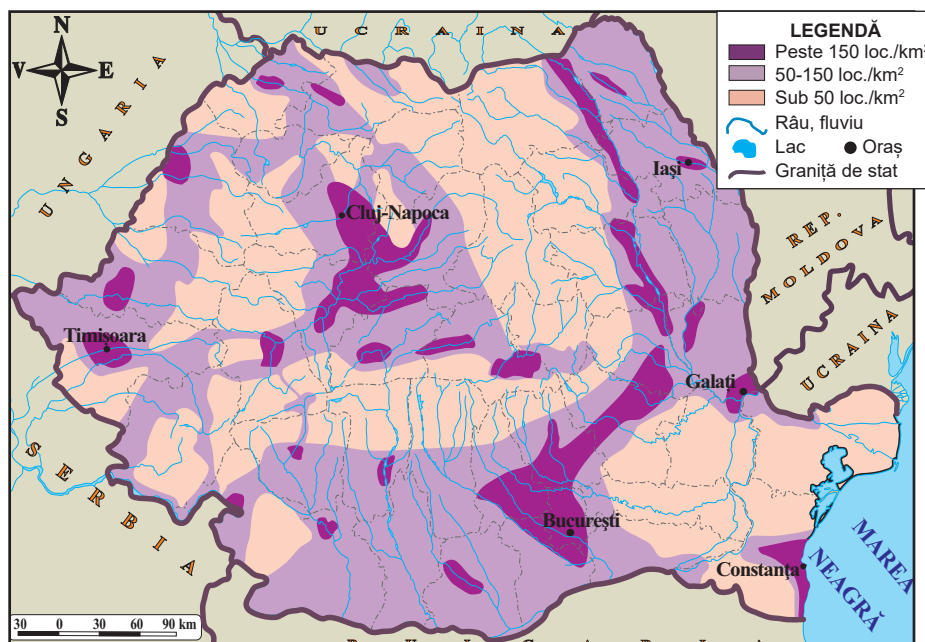 UCRAINA
N
V E
S
UNGARIA
LEGENDĂ
Peste 150 loc./km²
50-150 loc./km²
Sub 50 loc./km²
Râu, fluviu
Lac Oraș
Graniță de stat
Iași
Cluj-Napoca
REP.
MOLDOVA
UCRAINA
Timișoara
Galați
SERBIA
București
Constanța
MAREA
NEAGRĂ
30 0 30 60 90 km